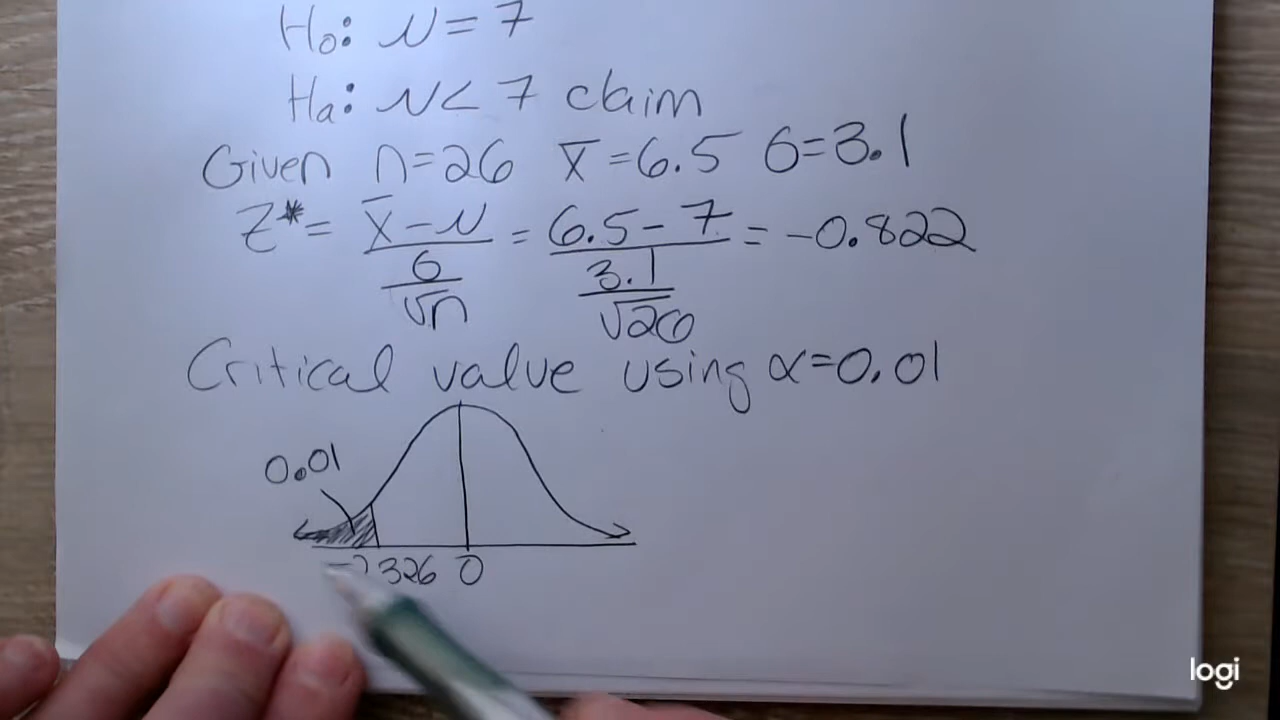 H₀: μ = 7
Hₐ: μ < 7 claim
Given n=26 x̄=6.5 σ=3.1
Z*= x̄-μ / σ/√n = 6.5-7 / 3.1/√26 = -0.822
Critical value using α=0.01
0.01
326 0
logi